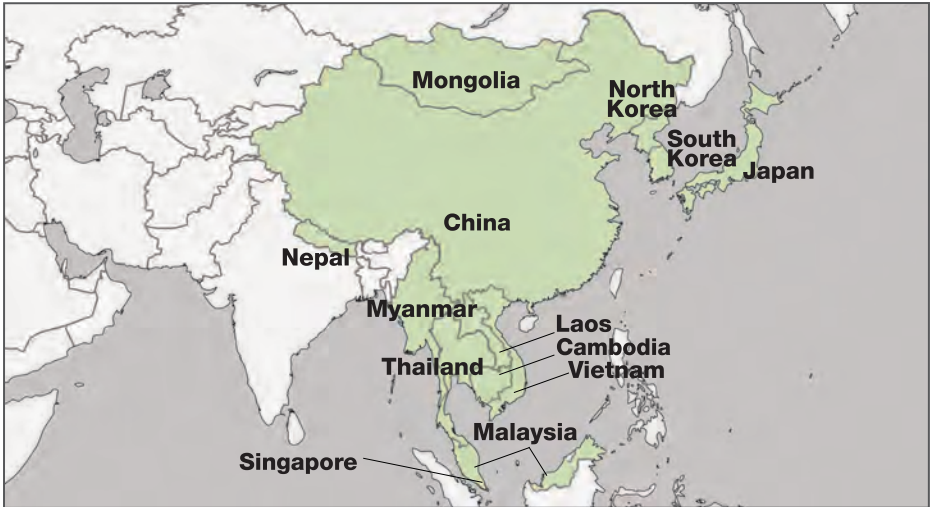 Mongolia
North
Korea
South
Korea
Japan
China
Nepal
Myanmar
Laos
Cambodia
Thailand
Vietnam
Malaysia
Singapore